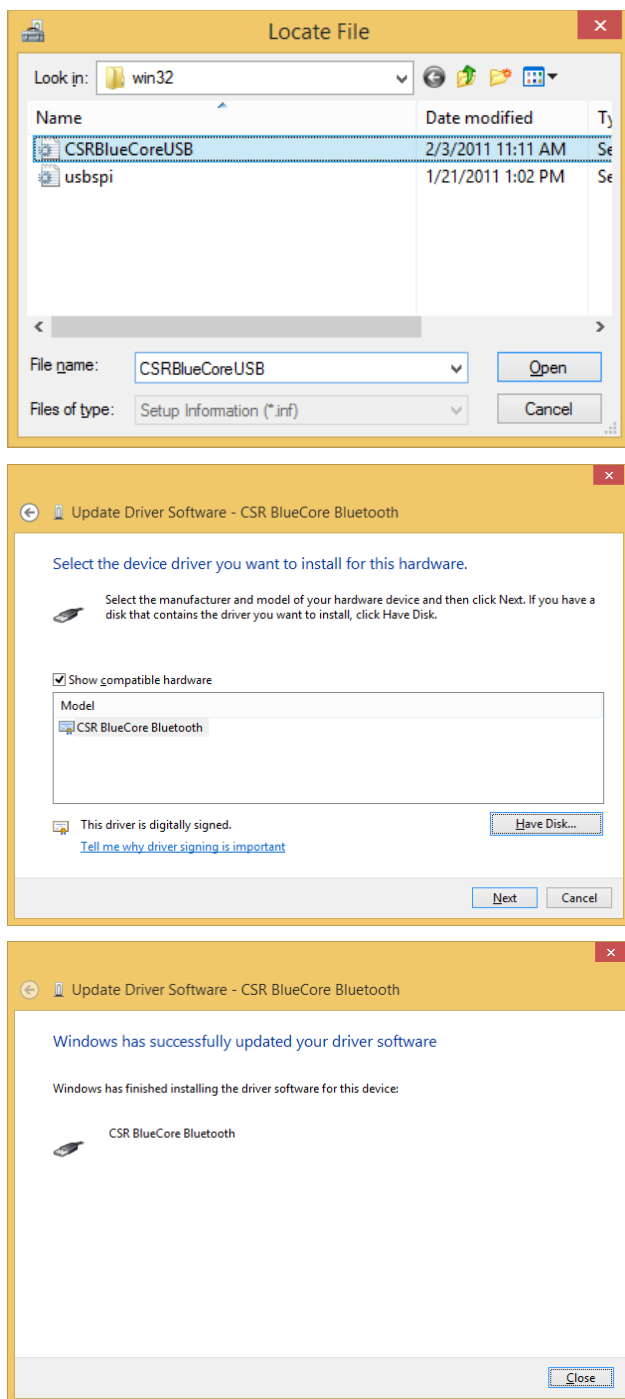 Locate File
Look in: win32
Name Date modified Ty
CSRBlueCoreUSB 2/3/2011 11:11 AM Se
usbspi 1/21/2011 1:02 PM Se
File name: CSRBlueCoreUSB Open
Files of type: Setup Information (*.inf) Cancel
Update Driver Software - CSR BlueCore Bluetooth
Select the device driver you want to install for this hardware.
Select the manufacturer and model of your hardware device and then click Next. If you have a
disk that contains the driver you want to install, click Have Disk.
Show compatible hardware
Model
CSR BlueCore Bluetooth
This driver is digitally signed. Have Disk...
Tell me why driver signing is important
Next Cancel
Update Driver Software - CSR BlueCore Bluetooth
Windows has successfully updated your driver software
Windows has finished installing the driver software for this device:
CSR BlueCore Bluetooth
Close